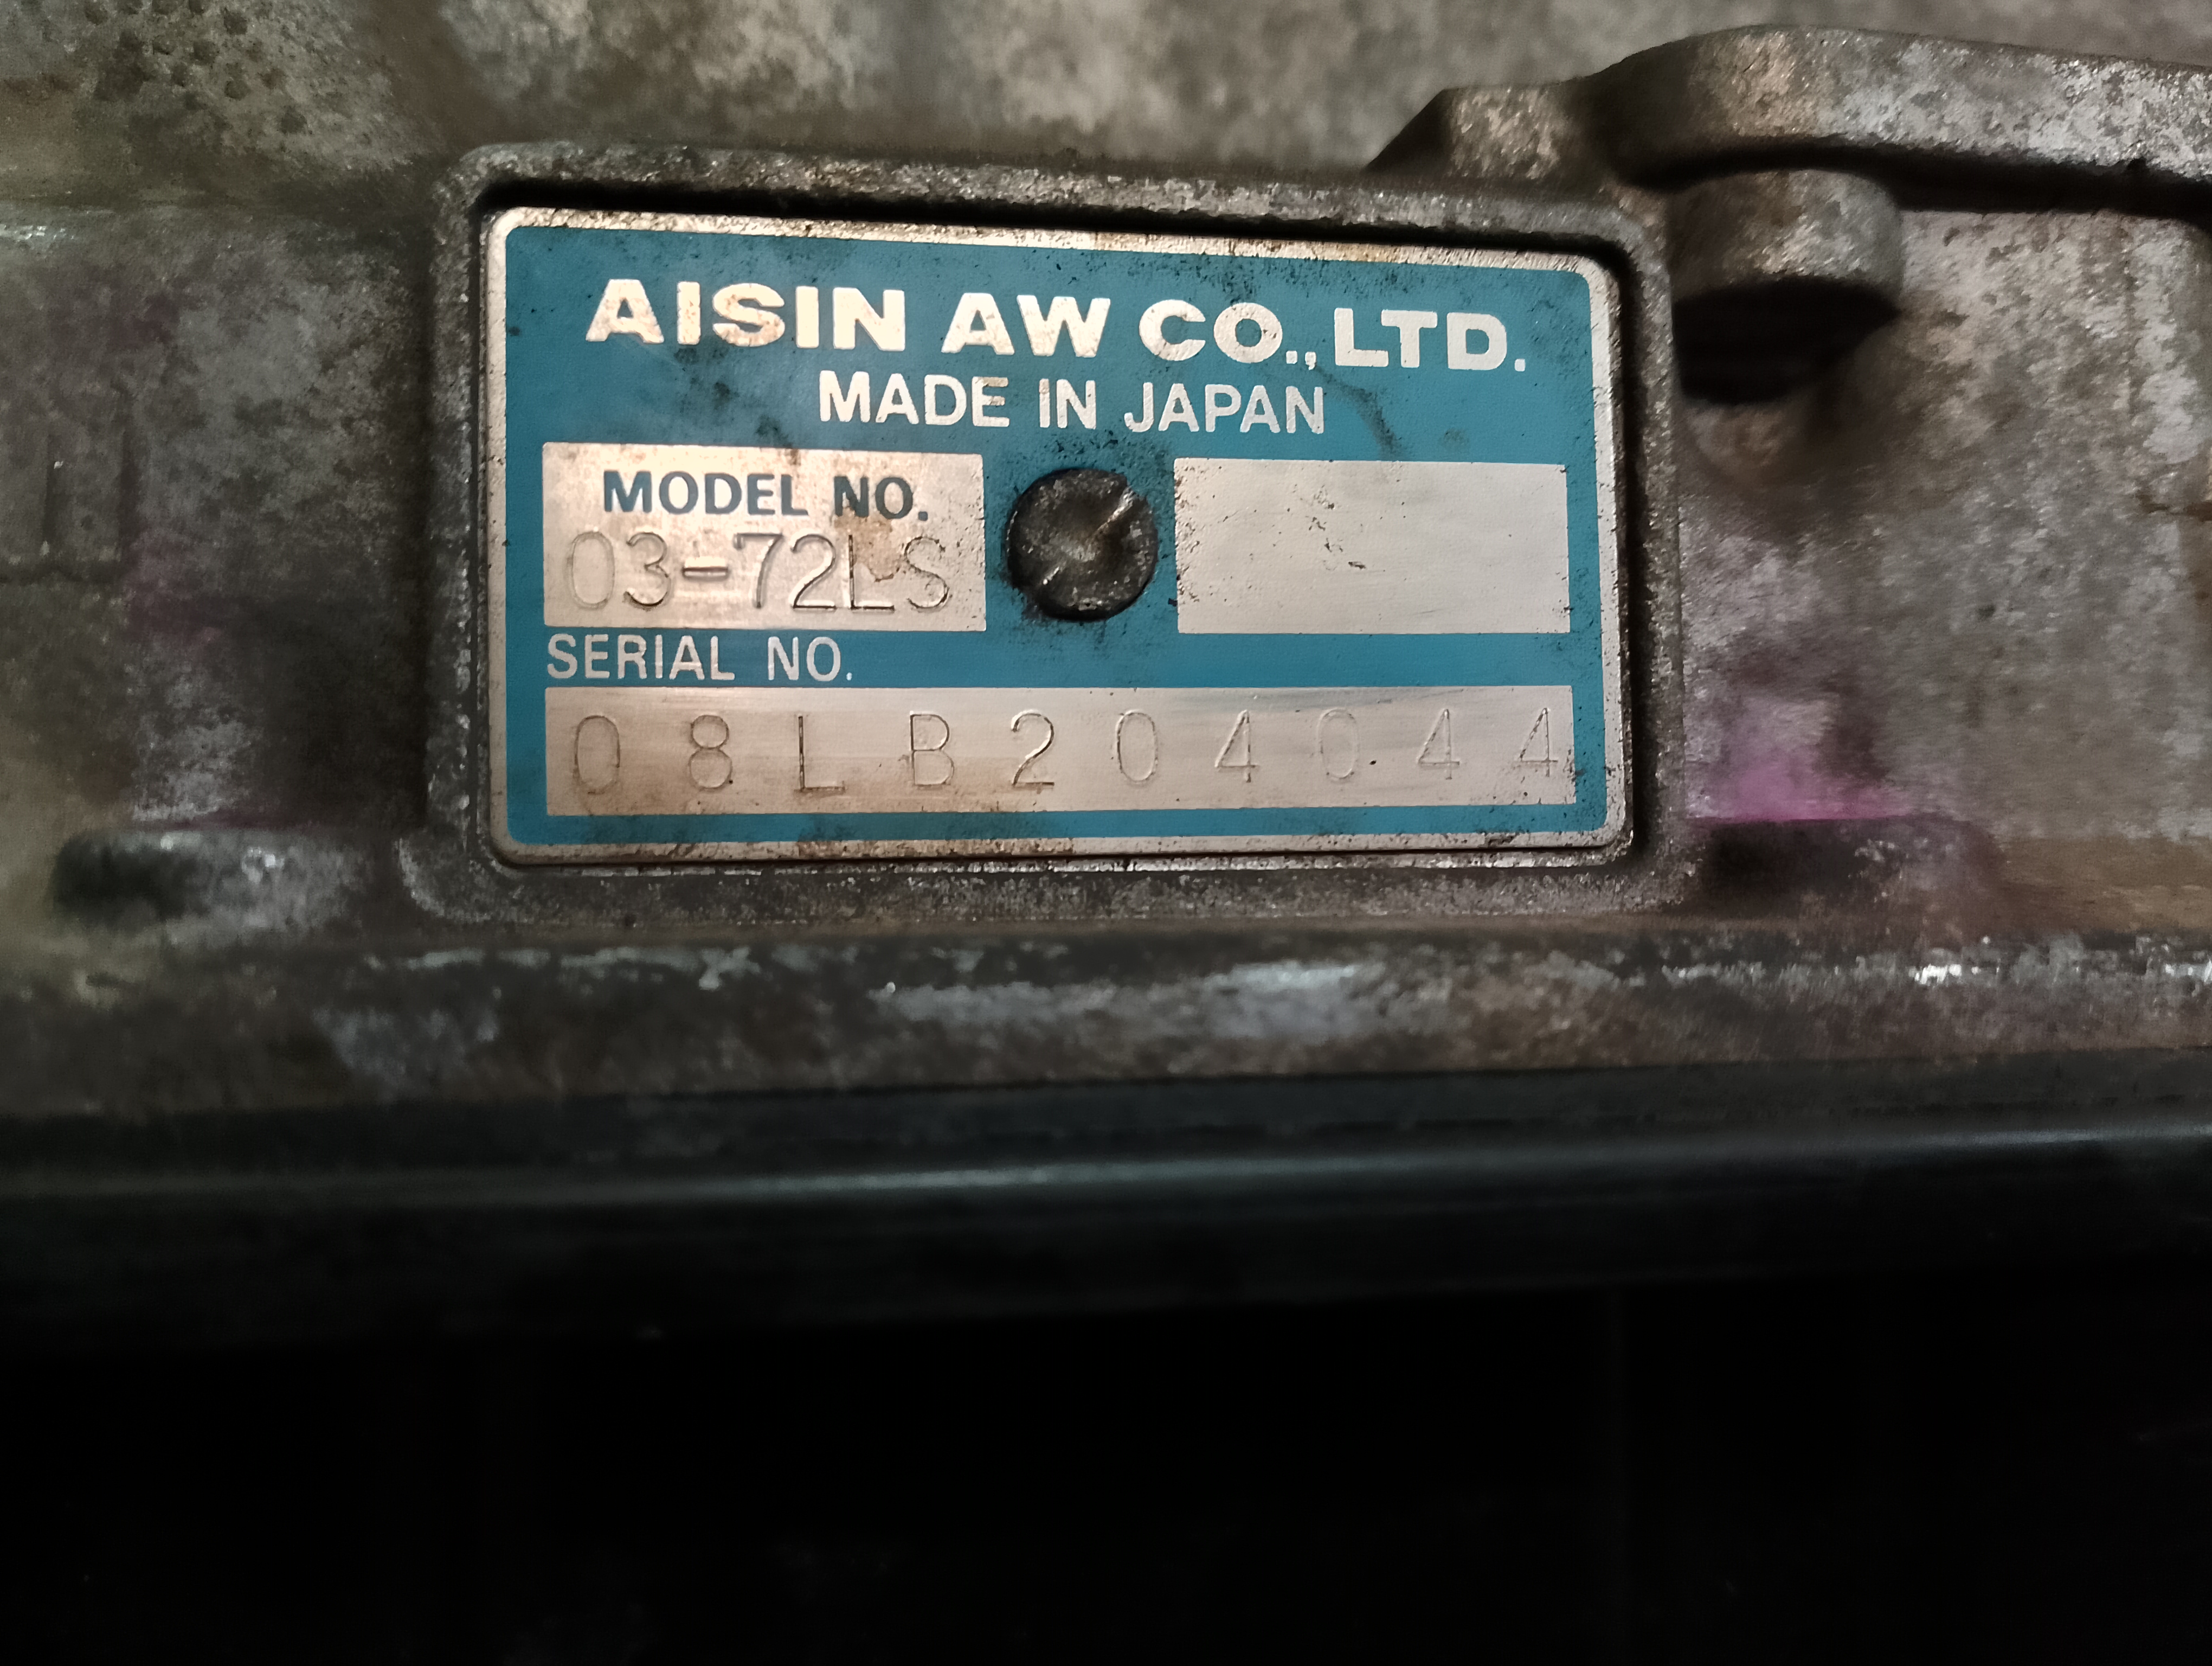 AISIN AW CO., LTD.
MADE IN JAPAN
MODEL NO.
03-72LS
SERIAL NO.
08LB204044